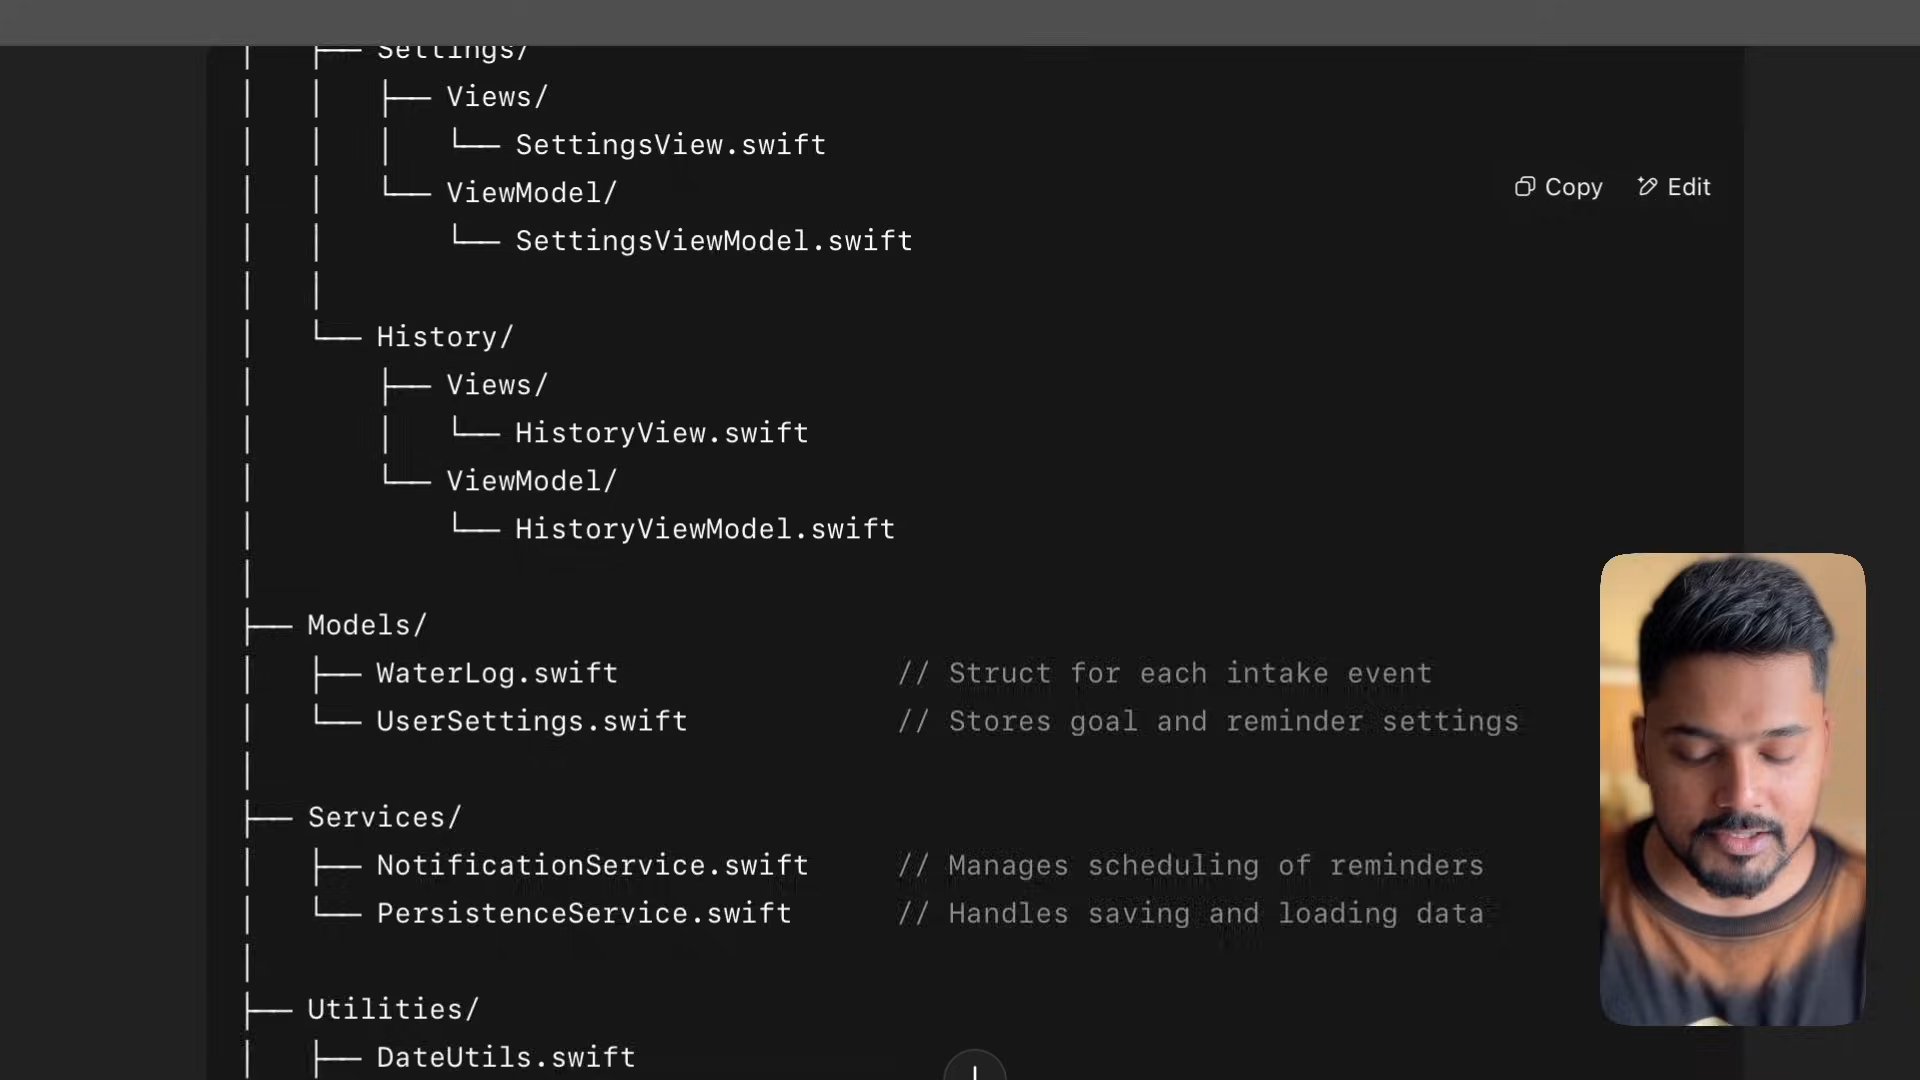 ├── Settings/
│   │   ├── Views/
│   │   │   └── SettingsView.swift
│   │   └── ViewModel/
Copy Edit
│   │       └── SettingsViewModel.swift
│   │
│   └── History/
│       ├── Views/
│       │   └── HistoryView.swift
│       └── ViewModel/
│           └── HistoryViewModel.swift
│
├── Models/
│   ├── WaterLog.swift // Struct for each intake event
│   └── UserSettings.swift // Stores goal and reminder settings
│
├── Services/
│   ├── NotificationService.swift // Manages scheduling of reminders
│   └── PersistenceService.swift // Handles saving and loading data
│
├── Utilities/
│   ├── DateUtils.swift